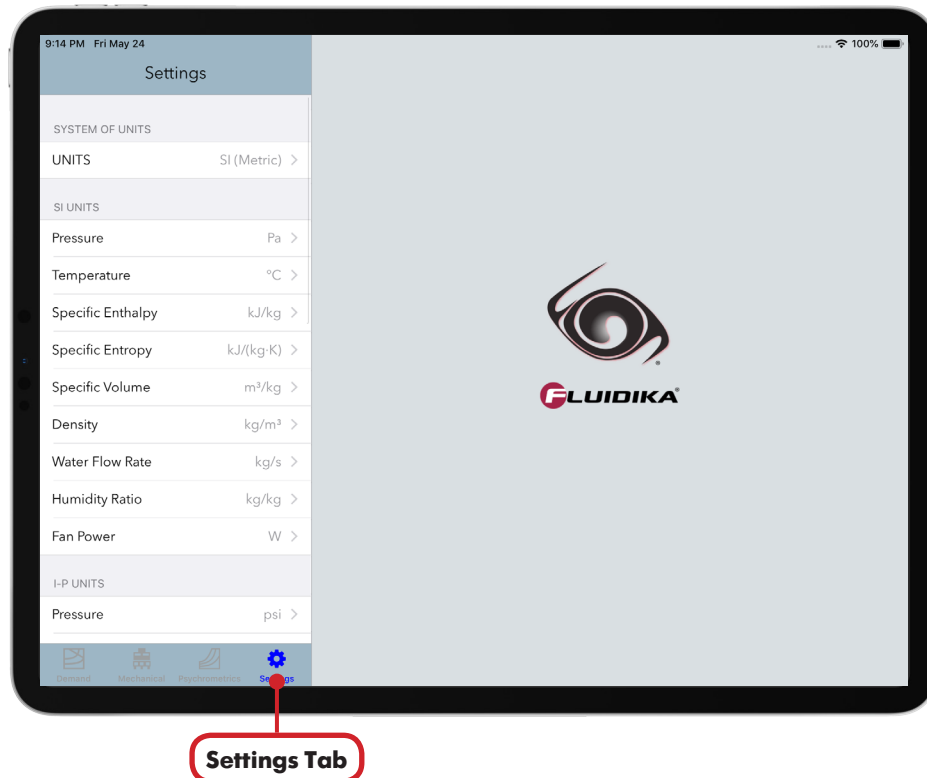 9:14 PM Fri May 24
100%
Settings
SYSTEM OF UNITS
UNITS SI (Metric)
SI UNITS
Pressure Pa
Temperature °C
Specific Enthalpy kJ/kg
Specific Entropy kJ/(kg·K)
Specific Volume m³/kg
Density kg/m³
Water Flow Rate kg/s
Humidity Ratio kg/kg
Fan Power W
I-P UNITS
Pressure psi
Demand Mechanical Psychrometrics Settings
FLUIDIKA®
Settings Tab